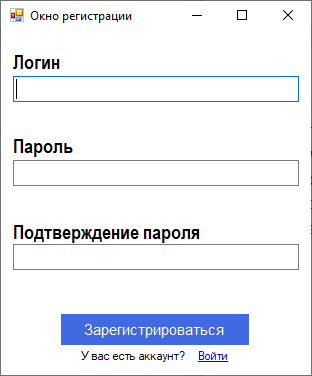 Окно регистрации
Логин
Пароль
Подтверждение пароля
Зарегистрироваться
У вас есть аккаунт? Войти